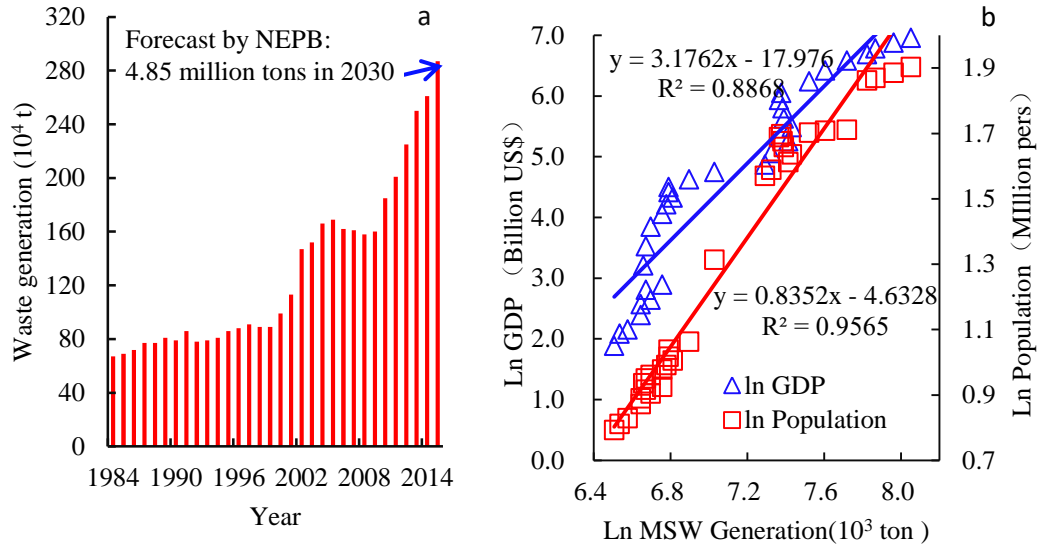 a
Forecast by NEPB:
4.85 million tons in 2030
Waste generation (10⁴ t)
320
280
240
200
160
120
80
40
0
1984 1990 1996 2002 2008 2014
Year
b
y = 3.1762x - 17.976
R² = 0.8868
y = 0.8352x - 4.6328
R² = 0.9565
ln GDP
ln Population
Ln GDP（Billion US$）
7.0
6.0
5.0
4.0
3.0
2.0
1.0
0.0
Ln Population（MIllion pers）
1.9
1.7
1.5
1.3
1.1
0.9
0.7
6.4 6.8 7.2 7.6 8.0
Ln MSW Generation(10³ ton )